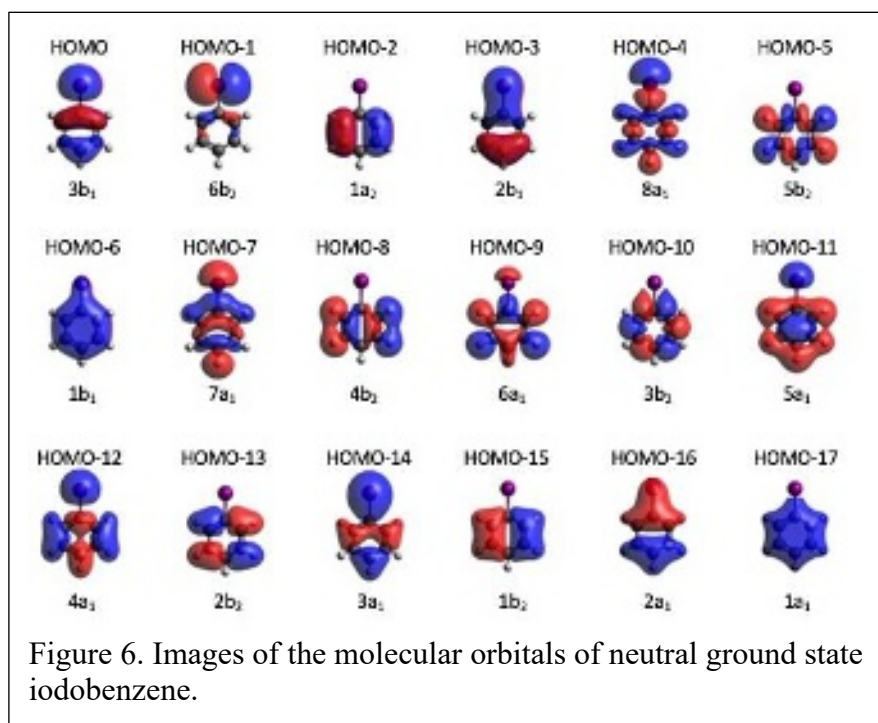 HOMO HOMO-1 HOMO-2 HOMO-3 HOMO-4 HOMO-5
3b₁ 6b₂ 1a₂ 2b₁ 8a₁ 5b₂
HOMO-6 HOMO-7 HOMO-8 HOMO-9 HOMO-10 HOMO-11
1b₁ 7a₁ 4b₂ 6a₁ 3b₂ 5a₁
HOMO-12 HOMO-13 HOMO-14 HOMO-15 HOMO-16 HOMO-17
4a₁ 2b₂ 3a₁ 1b₂ 2a₁ 1a₁
Figure 6. Images of the molecular orbitals of neutral ground state
iodobenzene.